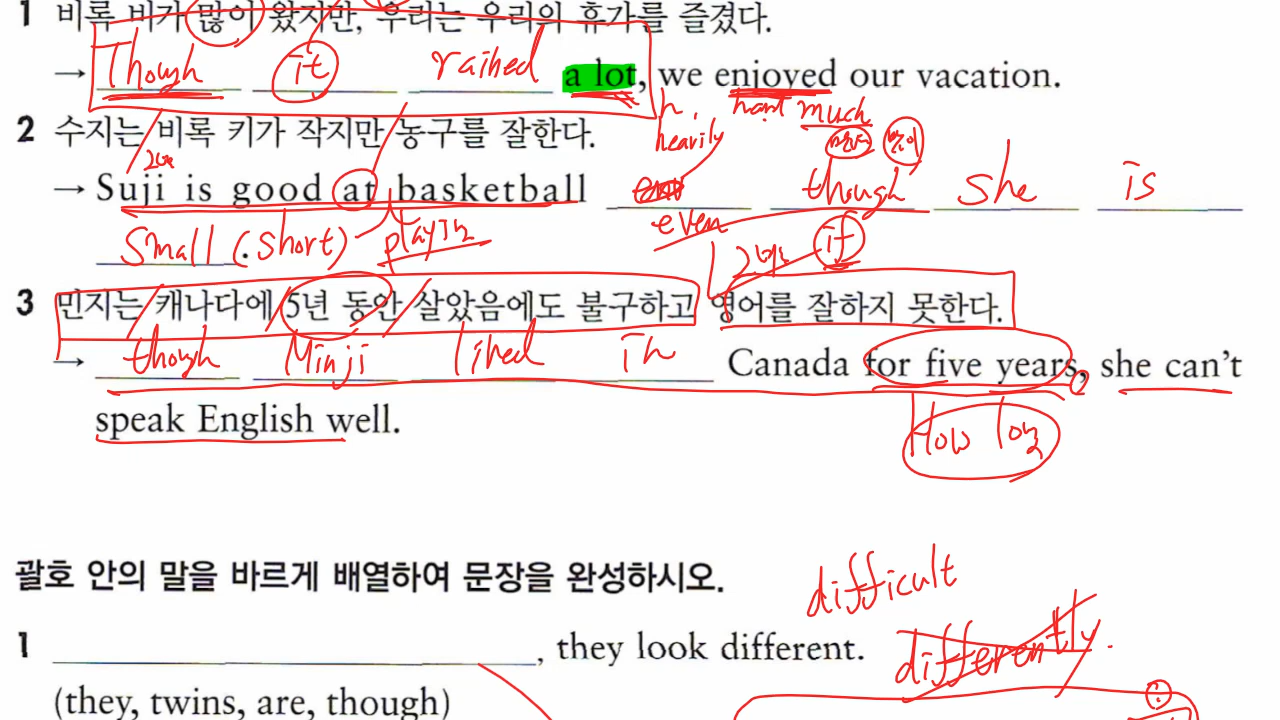 1 비록 비가 많이 왔지만, 우리는 우리의 휴가를 즐겼다.
→ Though it rained a lot, we enjoyed our vacation.
h. hard much
heavily
2 수지는 비록 키가 작지만 농구를 잘한다.
→ Suji is good at basketball though she is
even
small (. short) playing
if
3 민지는 캐나다에 5년 동안 살았음에도 불구하고 영어를 잘하지 못한다.
→ though Minji lived in Canada for five years, she can't
speak English well.
How long
괄호 안의 말을 바르게 배열하여 문장을 완성하시오.
difficult
1 , they look different.
differently.
(they, twins, are, though)